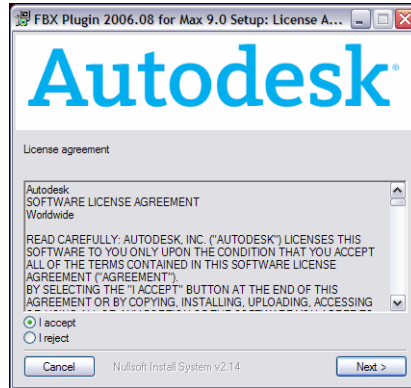 FBX Plugin 2006.08 for Max 9.0 Setup: License A...
Autodesk®
License agreement
Autodesk
SOFTWARE LICENSE AGREEMENT
Worldwide
READ CAREFULLY: AUTODESK, INC. ("AUTODESK") LICENSES THIS
SOFTWARE TO YOU ONLY UPON THE CONDITION THAT YOU ACCEPT
ALL OF THE TERMS CONTAINED IN THIS SOFTWARE LICENSE
AGREEMENT ("AGREEMENT").
BY SELECTING THE "I ACCEPT" BUTTON AT THE END OF THIS
AGREEMENT OR BY COPYING, INSTALLING, UPLOADING, ACCESSING
I accept
I reject
Cancel
Nullsoft Install System v2.14
Next >